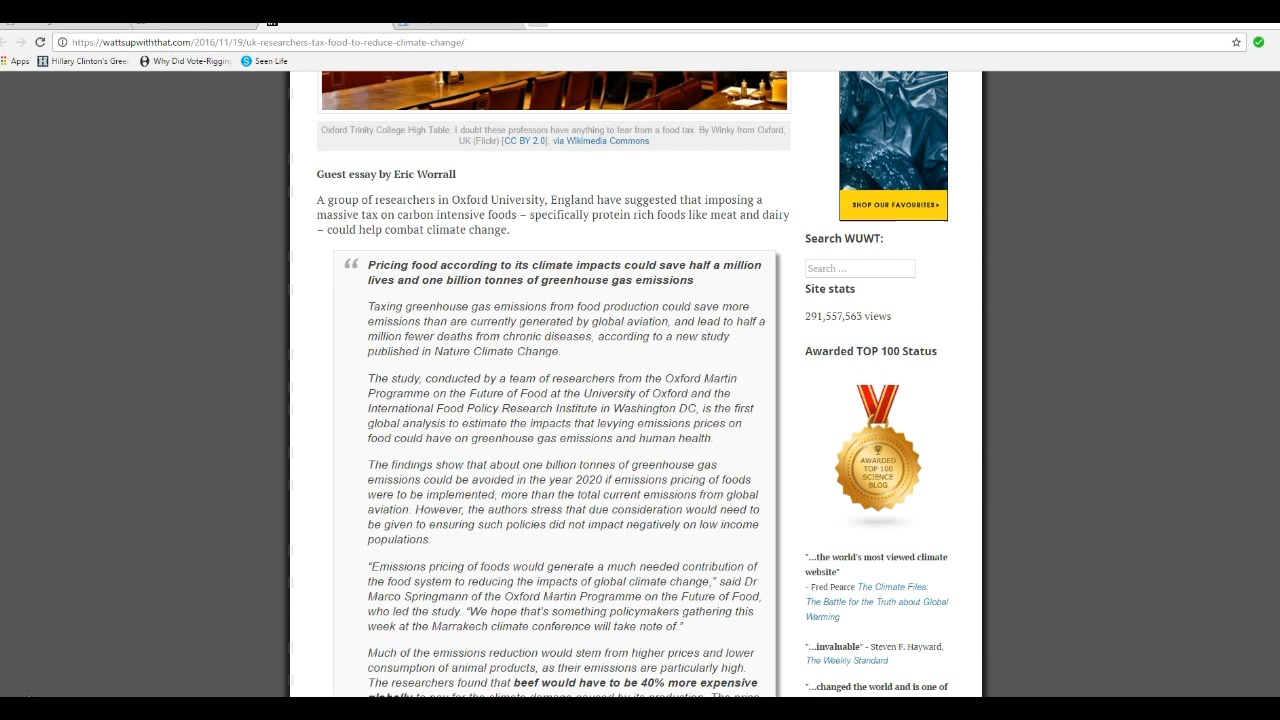 https://wattsupwiththat.com/2016/11/19/uk-researchers-tax-food-to-reduce-climate-change/
Apps
Hillary Clinton's Greer
Why Did Vote-Rigging
Seen Life
Oxford Trinity College High Table. I doubt these professors have anything to fear from a food tax. By Winky from Oxford,
UK (Flickr) [CC BY 2.0], via Wikimedia Commons
Guest essay by Eric Worrall
A group of researchers in Oxford University, England have suggested that imposing a
massive tax on carbon intensive foods – specifically protein rich foods like meat and dairy
– could help combat climate change.
“ Pricing food according to its climate impacts could save half a million
lives and one billion tonnes of greenhouse gas emissions
Taxing greenhouse gas emissions from food production could save more
emissions than are currently generated by global aviation, and lead to half a
million fewer deaths from chronic diseases, according to a new study
published in Nature Climate Change.
The study, conducted by a team of researchers from the Oxford Martin
Programme on the Future of Food at the University of Oxford and the
International Food Policy Research Institute in Washington DC, is the first
global analysis to estimate the impacts that levying emissions prices on
food could have on greenhouse gas emissions and human health.
The findings show that about one billion tonnes of greenhouse gas
emissions could be avoided in the year 2020 if emissions pricing of foods
were to be implemented, more than the total current emissions from global
aviation. However, the authors stress that due consideration would need to
be given to ensuring such policies did not impact negatively on low income
populations.
“Emissions pricing of foods would generate a much needed contribution of
the food system to reducing the impacts of global climate change,” said Dr
Marco Springmann of the Oxford Martin Programme on the Future of Food,
who led the study. “We hope that's something policymakers gathering this
week at the Marrakech climate conference will take note of.”
Much of the emissions reduction would stem from higher prices and lower
consumption of animal products, as their emissions are particularly high.
The researchers found that beef would have to be 40% more expensive
globally to pay for the climate damage caused by its production. The price
SHOP OUR FAVOURITES>
Search WUWT:
Search ...
Site stats
291,557,563 views
Awarded TOP 100 Status
AWARDED
TOP 100
SCIENCE
BLOG
"...the world's most viewed climate
website"
- Fred Pearce The Climate Files:
The Battle for the Truth about Global
Warming
"...invaluable" - Steven F. Hayward,
The Weekly Standard
"...changed the world and is one of